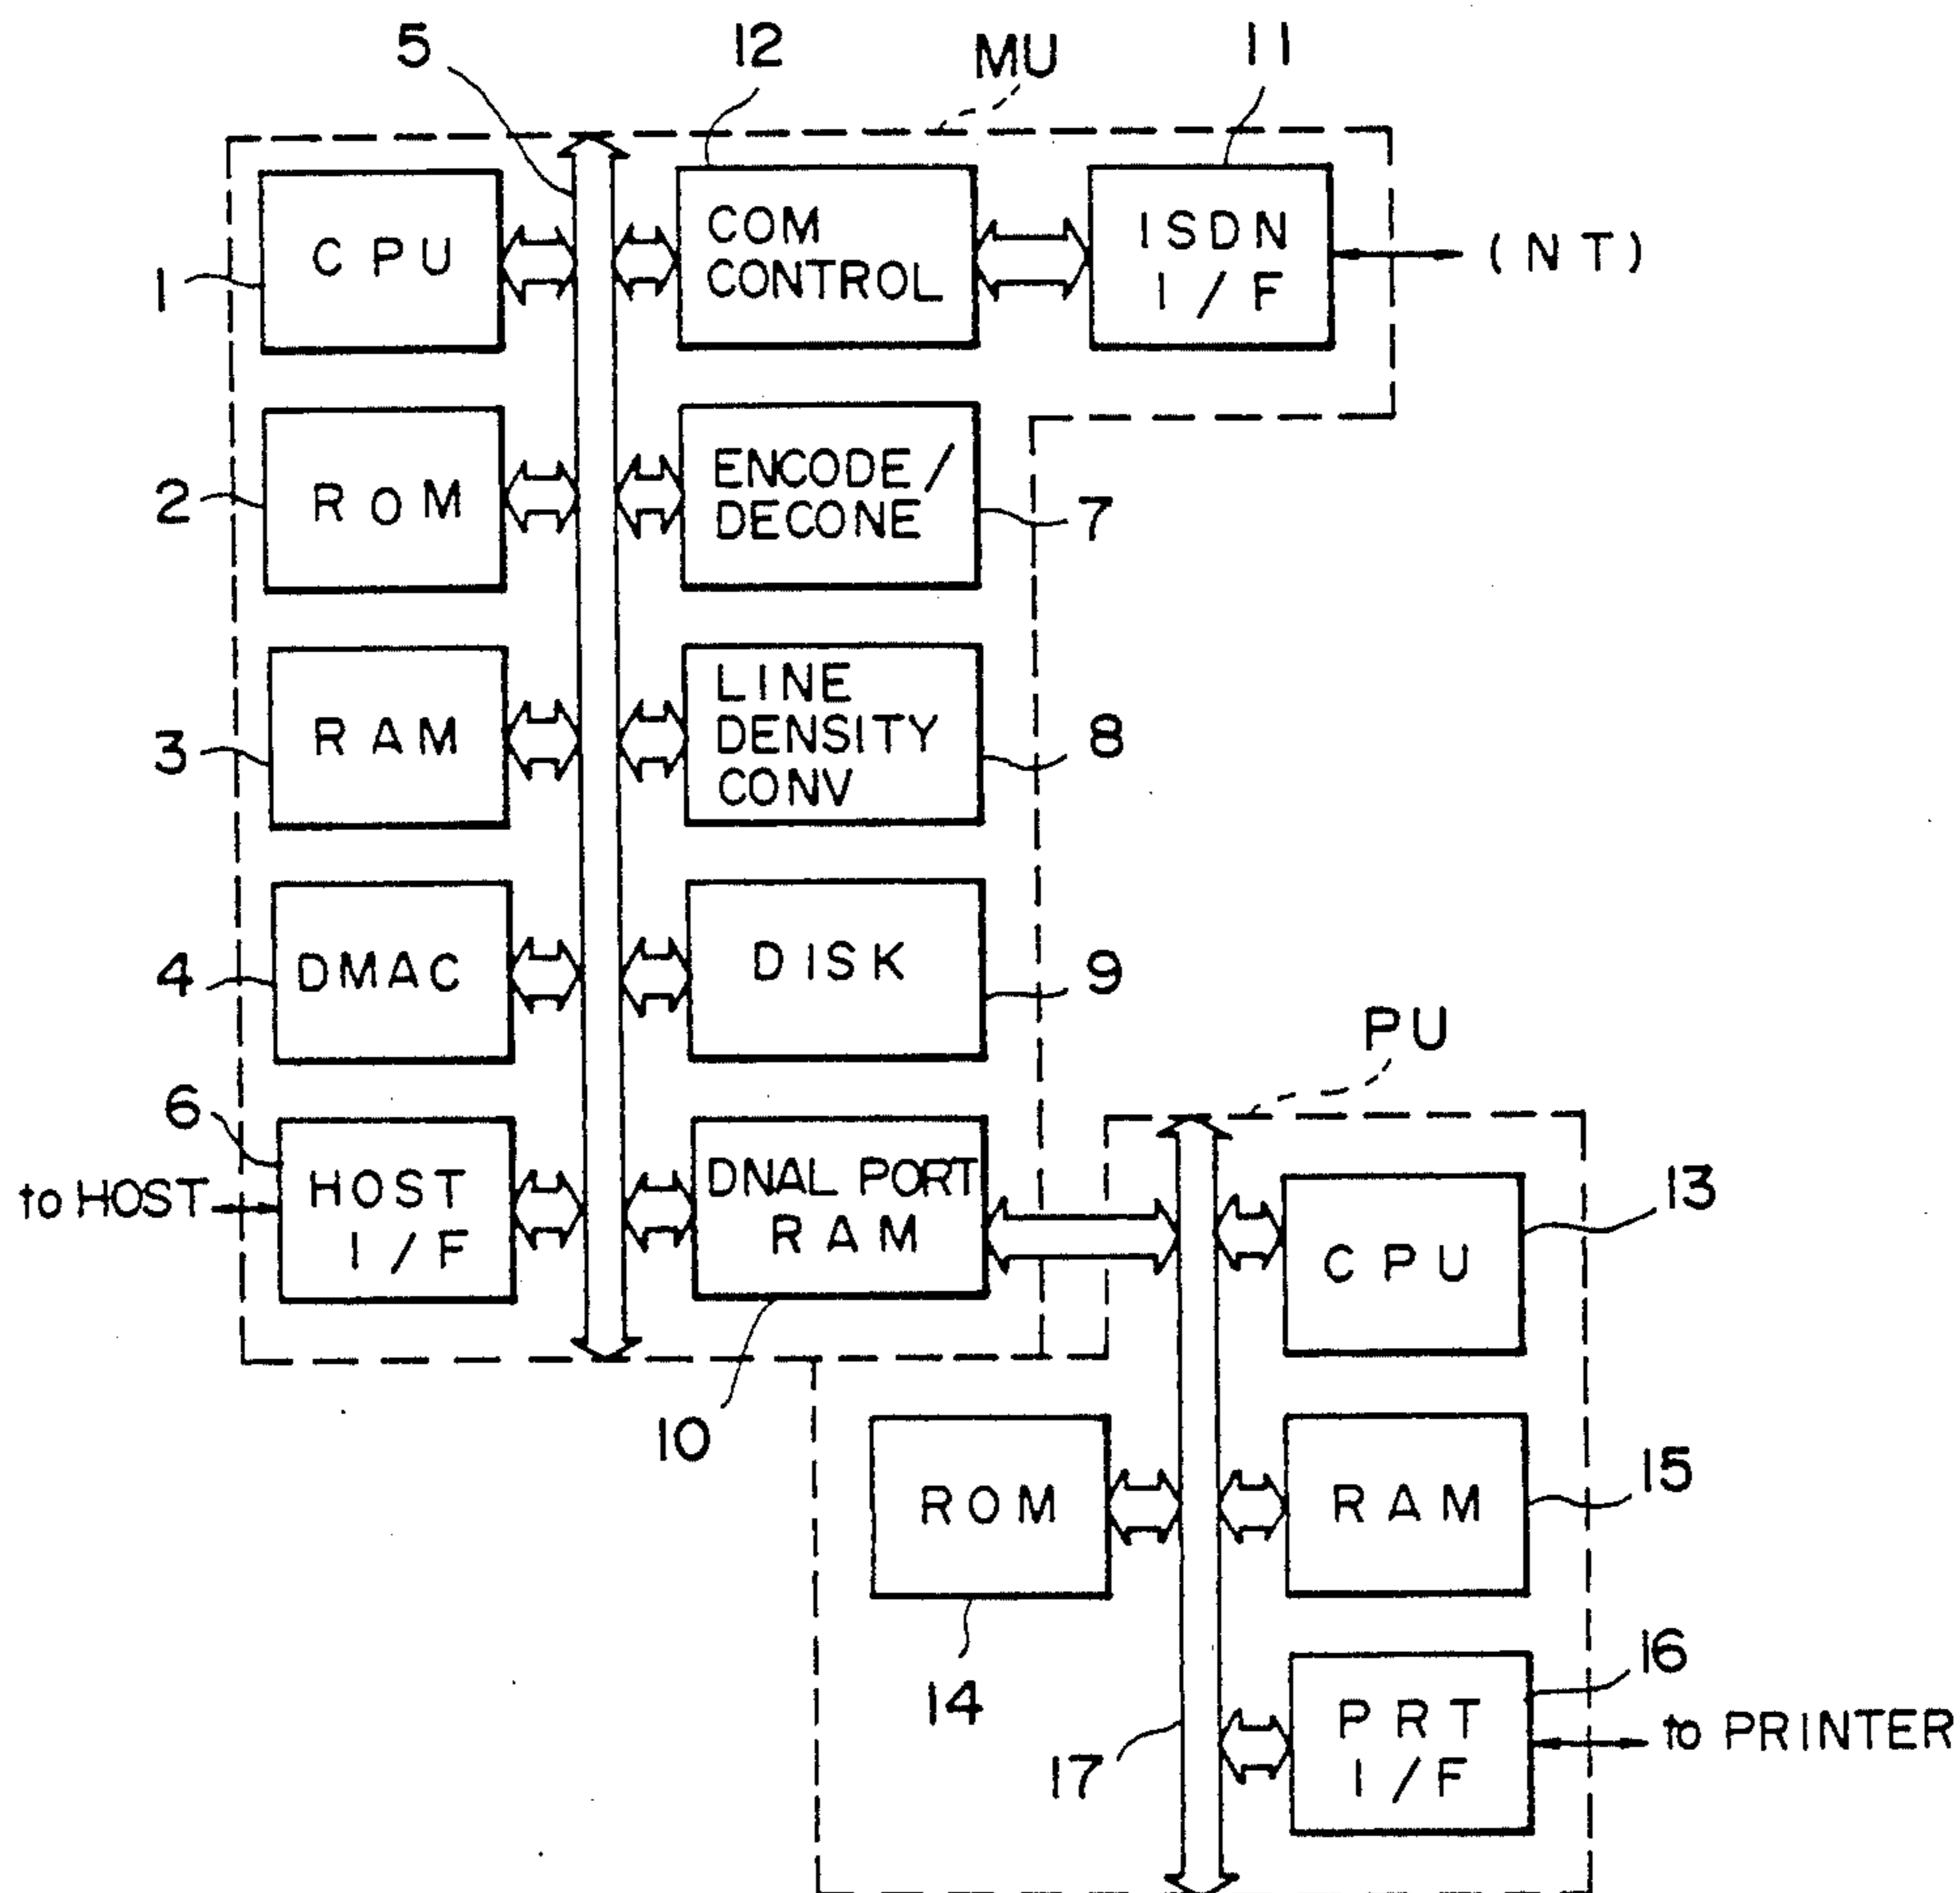 5
12
MU
11
CPU
1
COM
CONTROL
ISDN
I/F
(NT)
ROM
2
ENCODE/
DECONE
7
RAM
3
LINE
DENSITY
CONV
8
DMAC
4
DISK
9
PU
6
to HOST
HOST
I/F
DNAL PORT
RAM
13
CPU
10
ROM
14
RAM
15
16
17
PRT
I/F
to PRINTER